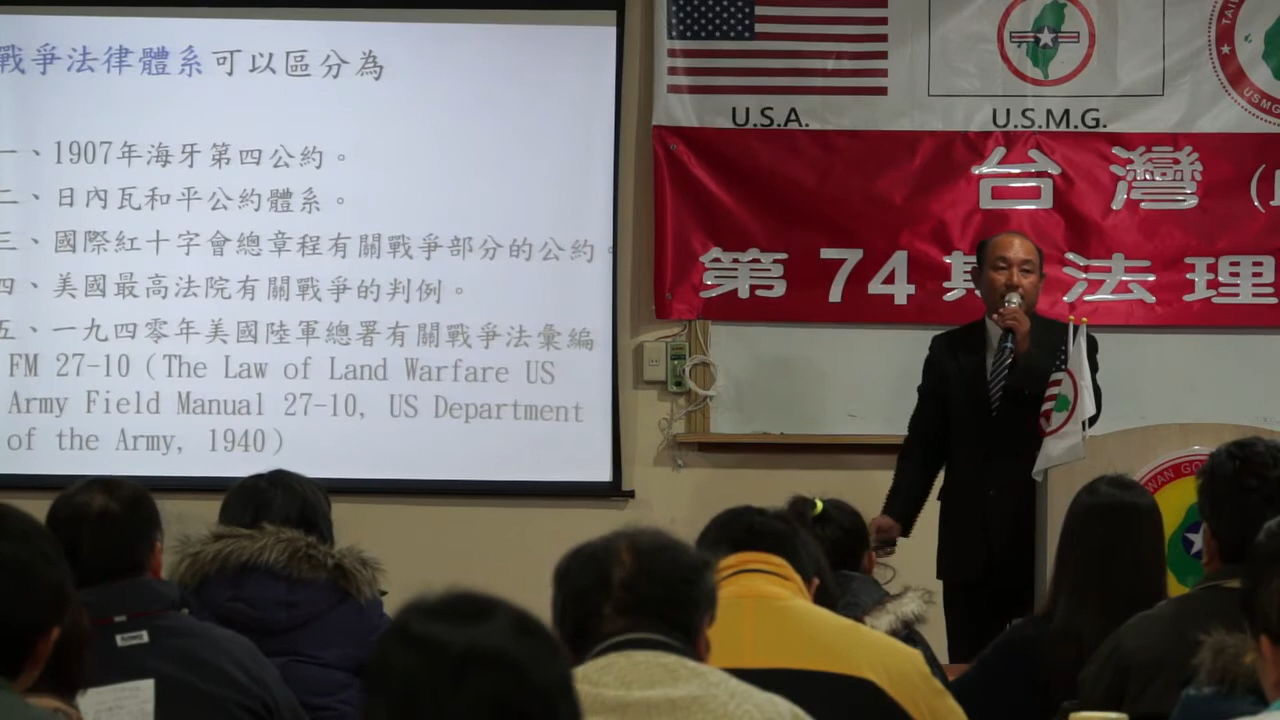 戰爭法律體系可以區分為
一、1907年海牙第四公約。
二、日內瓦和平公約體系。
三、國際紅十字會總章程有關戰爭部分的公約。
四、美國最高法院有關戰爭的判例。
五、一九四零年美國陸軍總署有關戰爭法彙編
FM 27-10 (The Law of Land Warfare US
Army Field Manual 27-10, US Department
of the Army, 1940)
U.S.A.
U.S.M.G.
USMG
台灣
第74期法理